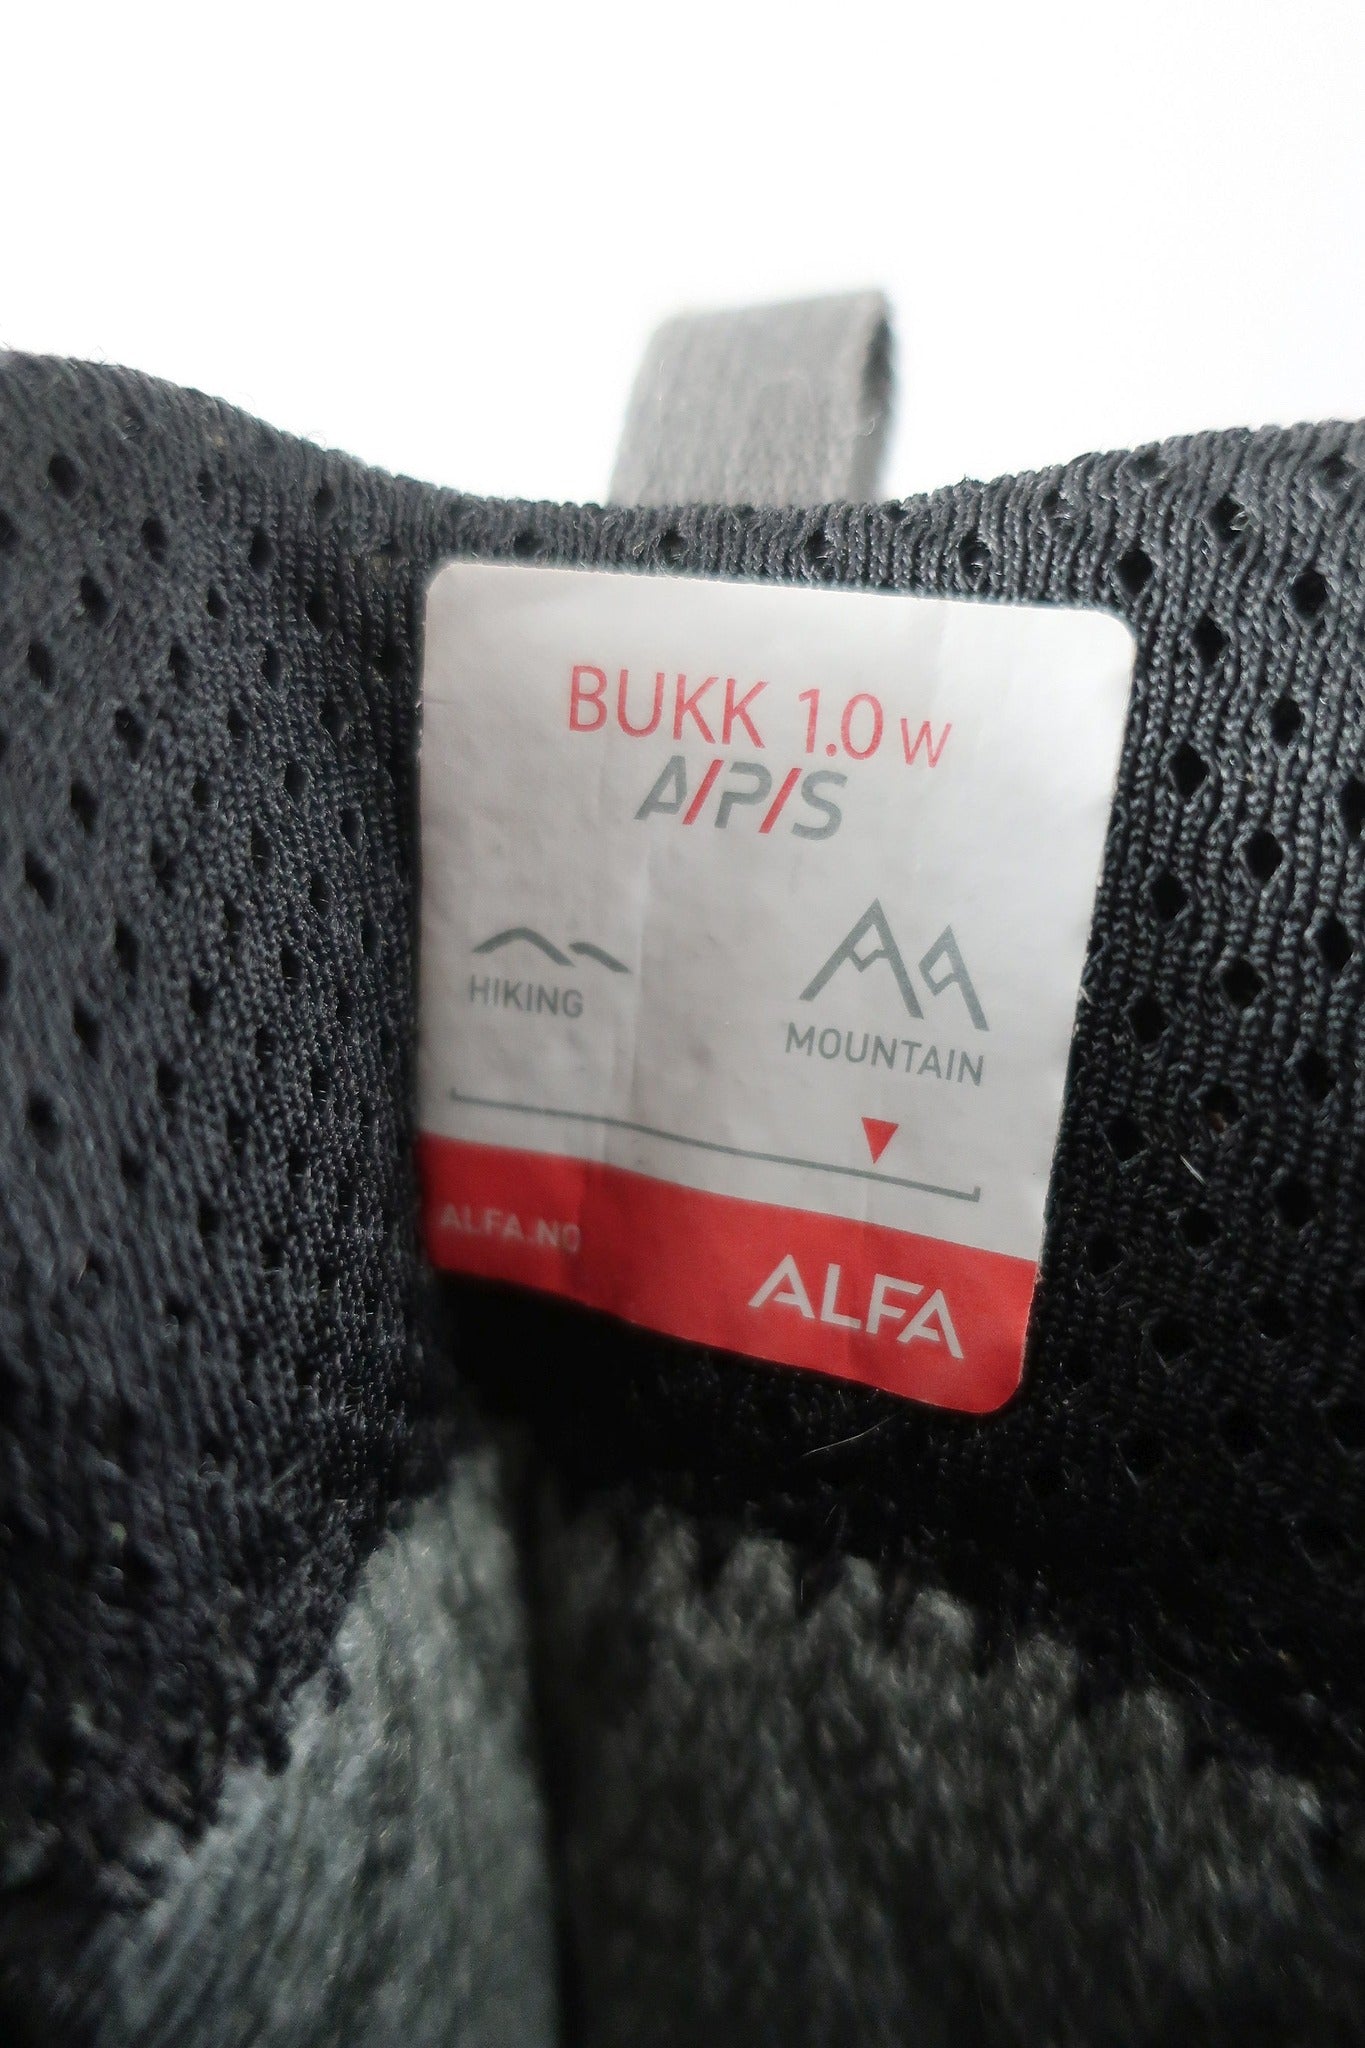 BUKK 1.0 W
A/P/S
HIKING
MOUNTAIN
ALFA.NO
ALFA